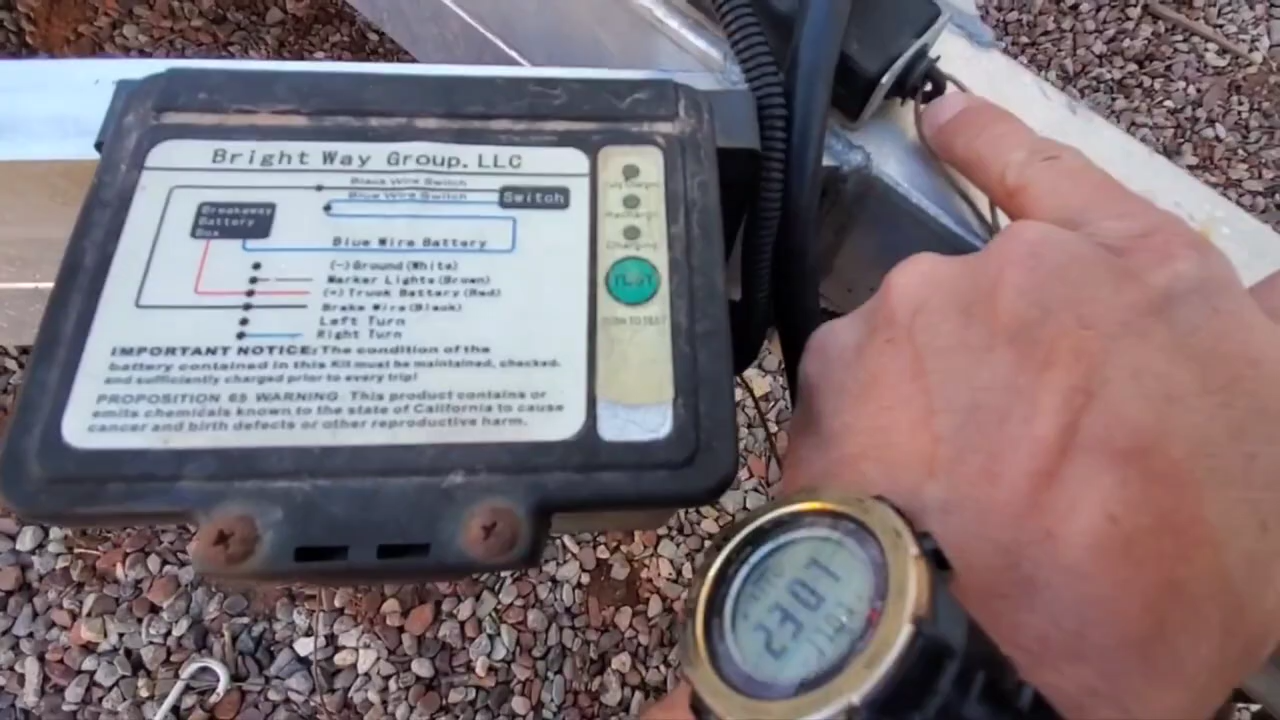 Bright Way Group, LLC
Black Wire Switch
Blue Wire Switch
Switch
Breakaway
Battery
Box
Blue Wire Battery
(-) Ground (White)
Marker Lights (Brown)
(+) Truck Battery (Red)
Brake Wire (Black)
Left Turn
Right Turn
IMPORTANT NOTICE: The condition of the
battery contained in this Kit must be maintained, checked,
and sufficiently charged prior to every trip!
PROPOSITION 65 WARNING This product contains or
emits chemicals known to the state of California to cause
cancer and birth defects or other reproductive harm.
Charging
TEST
PUSH TO TEST